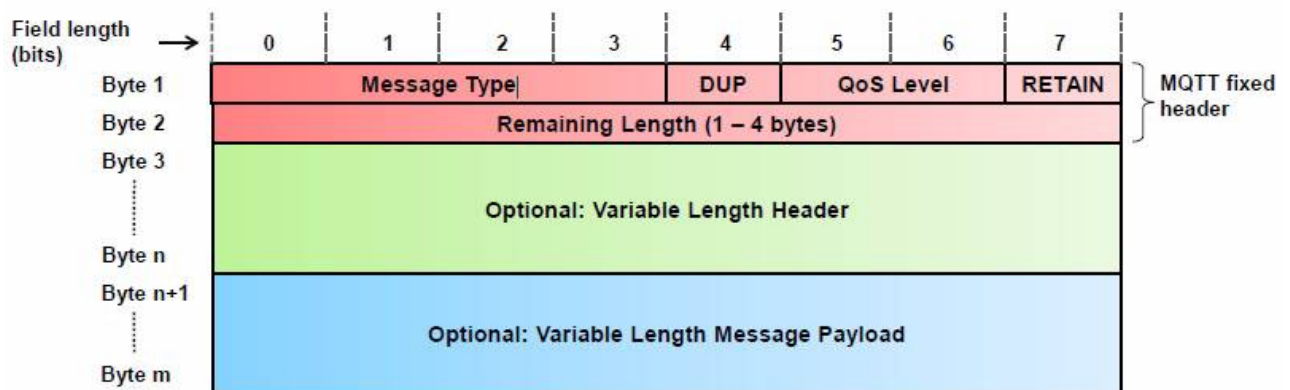 Field length
(bits)
0 1 2 3 4 5 6 7
Byte 1
Message Type
DUP
QoS Level
RETAIN
MQTT fixed
header
Byte 2
Remaining Length (1 – 4 bytes)
Byte 3
Optional: Variable Length Header
Byte n
Byte n+1
Optional: Variable Length Message Payload
Byte m